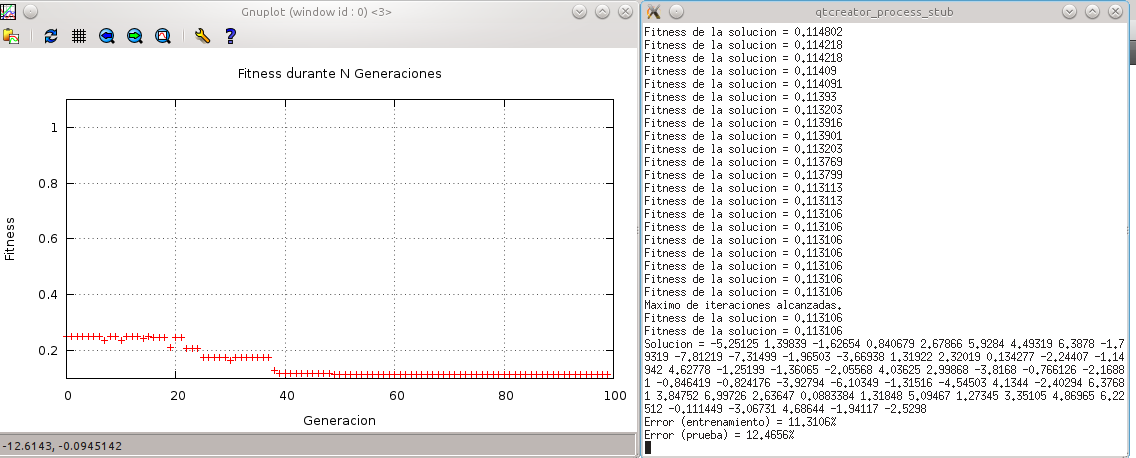 Gnuplot (window id : 0) <3>
?
Fitness durante N Generaciones
1
0.8
0.6
0.4
0.2
0
20
40
60
80
100
Fitness
Generacion
-12.6143, -0.0945142
qtcreator_process_stub
Fitness de la solucion = 0.114802
Fitness de la solucion = 0.114218
Fitness de la solucion = 0.114218
Fitness de la solucion = 0.11409
Fitness de la solucion = 0.114091
Fitness de la solucion = 0.11393
Fitness de la solucion = 0.113203
Fitness de la solucion = 0.113916
Fitness de la solucion = 0.113901
Fitness de la solucion = 0.113203
Fitness de la solucion = 0.113769
Fitness de la solucion = 0.113799
Fitness de la solucion = 0.113113
Fitness de la solucion = 0.113113
Fitness de la solucion = 0.113106
Fitness de la solucion = 0.113106
Fitness de la solucion = 0.113106
Fitness de la solucion = 0.113106
Fitness de la solucion = 0.113106
Fitness de la solucion = 0.113106
Fitness de la solucion = 0.113106
Maximo de iteraciones alcanzadas.
Fitness de la solucion = 0.113106
Fitness de la solucion = 0.113106
Solucion = -5.25125 1.39839 -1.62654 0.840679 2.67866 5.9284 4.49319 6.3878 -1.7
9319 -7.81219 -7.31499 -1.96503 -3.66938 1.31922 2.32019 0.134277 -2.24407 -1.14
942 4.62778 -1.25199 -1.36065 -2.05568 4.03625 2.99868 -3.8168 -0.766126 -2.1688
1 -0.846419 -0.824176 -3.92794 -6.10349 -1.31516 -4.54503 4.1344 -2.40294 6.3768
1 3.84752 6.99726 2.63647 0.0883384 1.31848 5.09467 1.27345 3.35105 4.86965 6.22
512 -0.111449 -3.06731 4.68644 -1.94117 -2.5298
Error (entrenamiento) = 11.3106%
Error (prueba) = 12.4656%